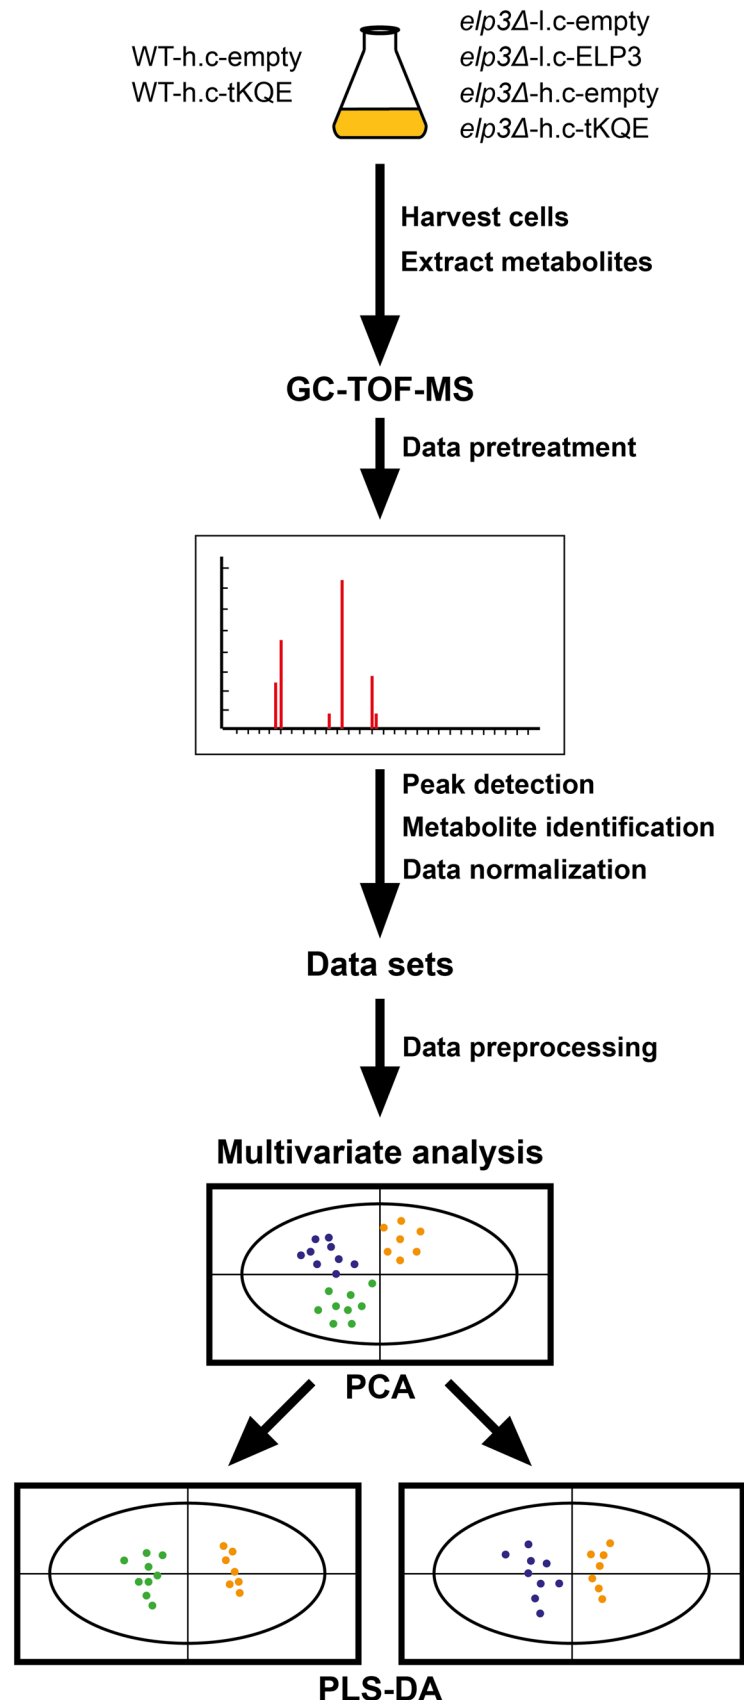 WT-h.c-empty
WT-h.c-tKQE
elp3Δ-l.c-empty
elp3Δ-l.c-ELP3
elp3Δ-h.c-empty
elp3Δ-h.c-tKQE
Harvest cells
Extract metabolites
GC-TOF-MS
Data pretreatment
Peak detection
Metabolite identification
Data normalization
Data sets
Data preprocessing
Multivariate analysis
PCA
PLS-DA